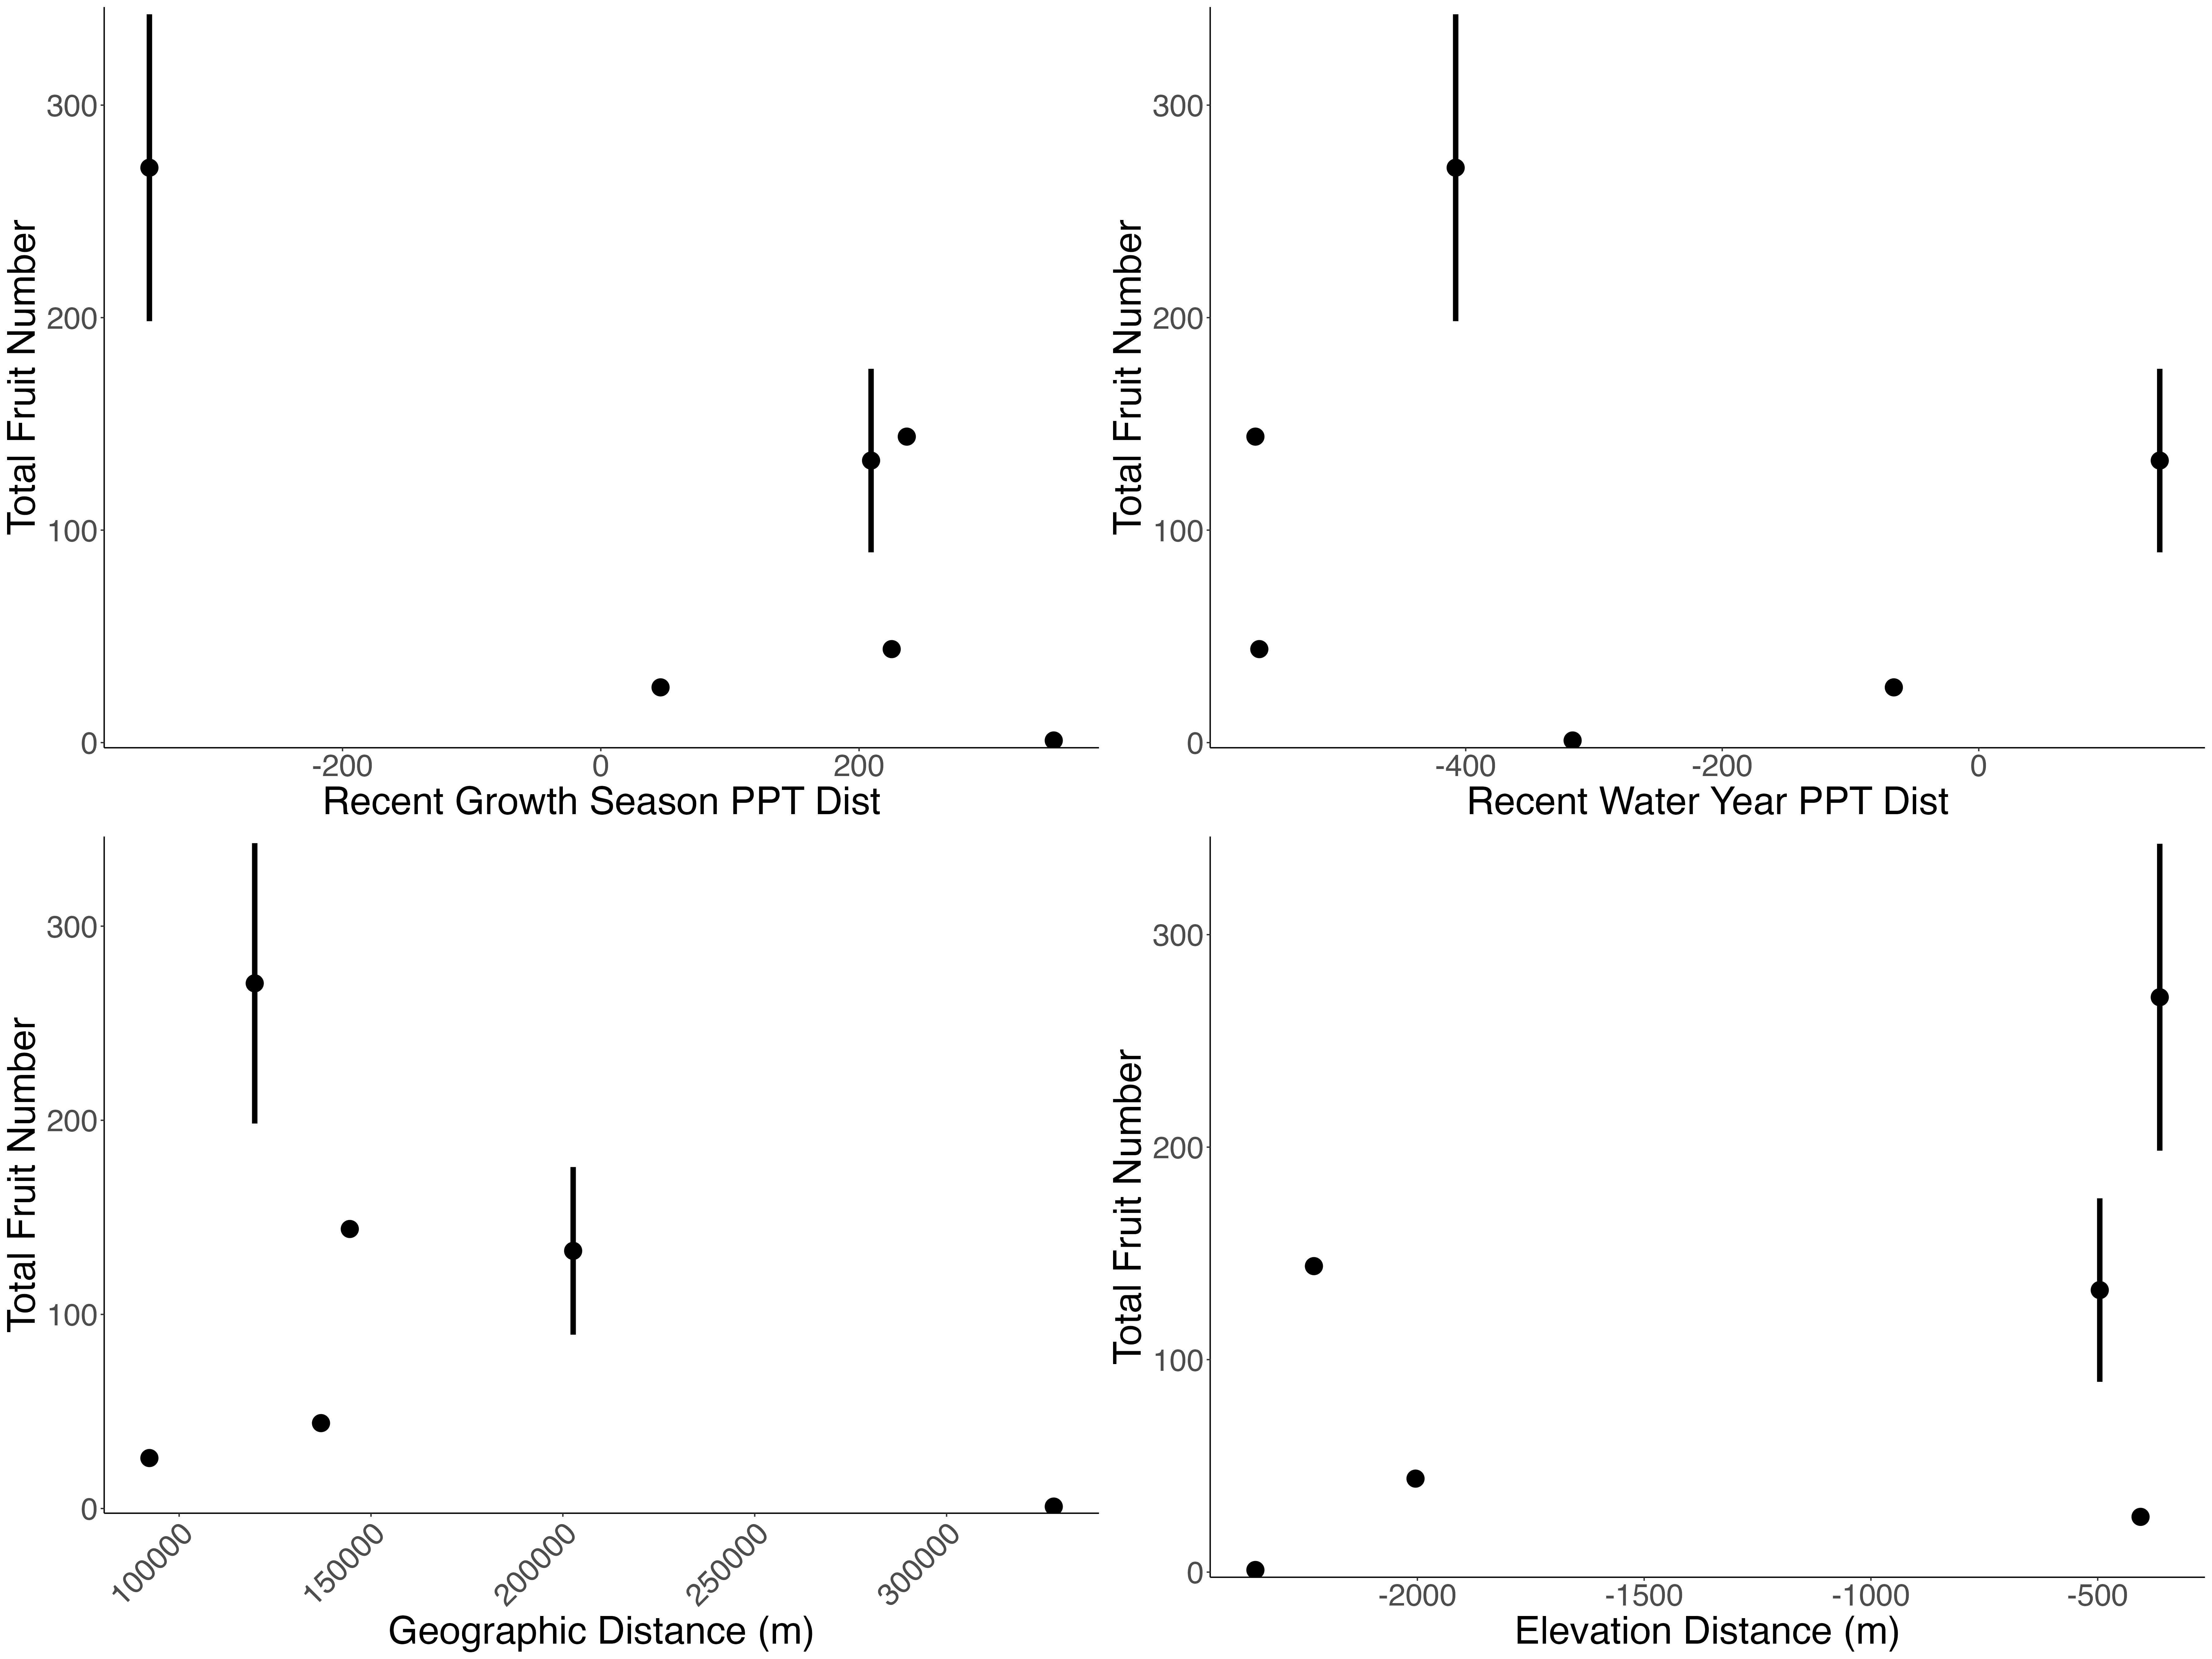 Total Fruit Number
300
200
100
0
-200 0 200
Recent Growth Season PPT Dist
Total Fruit Number
300
200
100
0
-400 -200 0
Recent Water Year PPT Dist
Total Fruit Number
300
200
100
0
100000 150000 200000 250000 300000
Geographic Distance (m)
Total Fruit Number
300
200
100
0
-2000 -1500 -1000 -500
Elevation Distance (m)